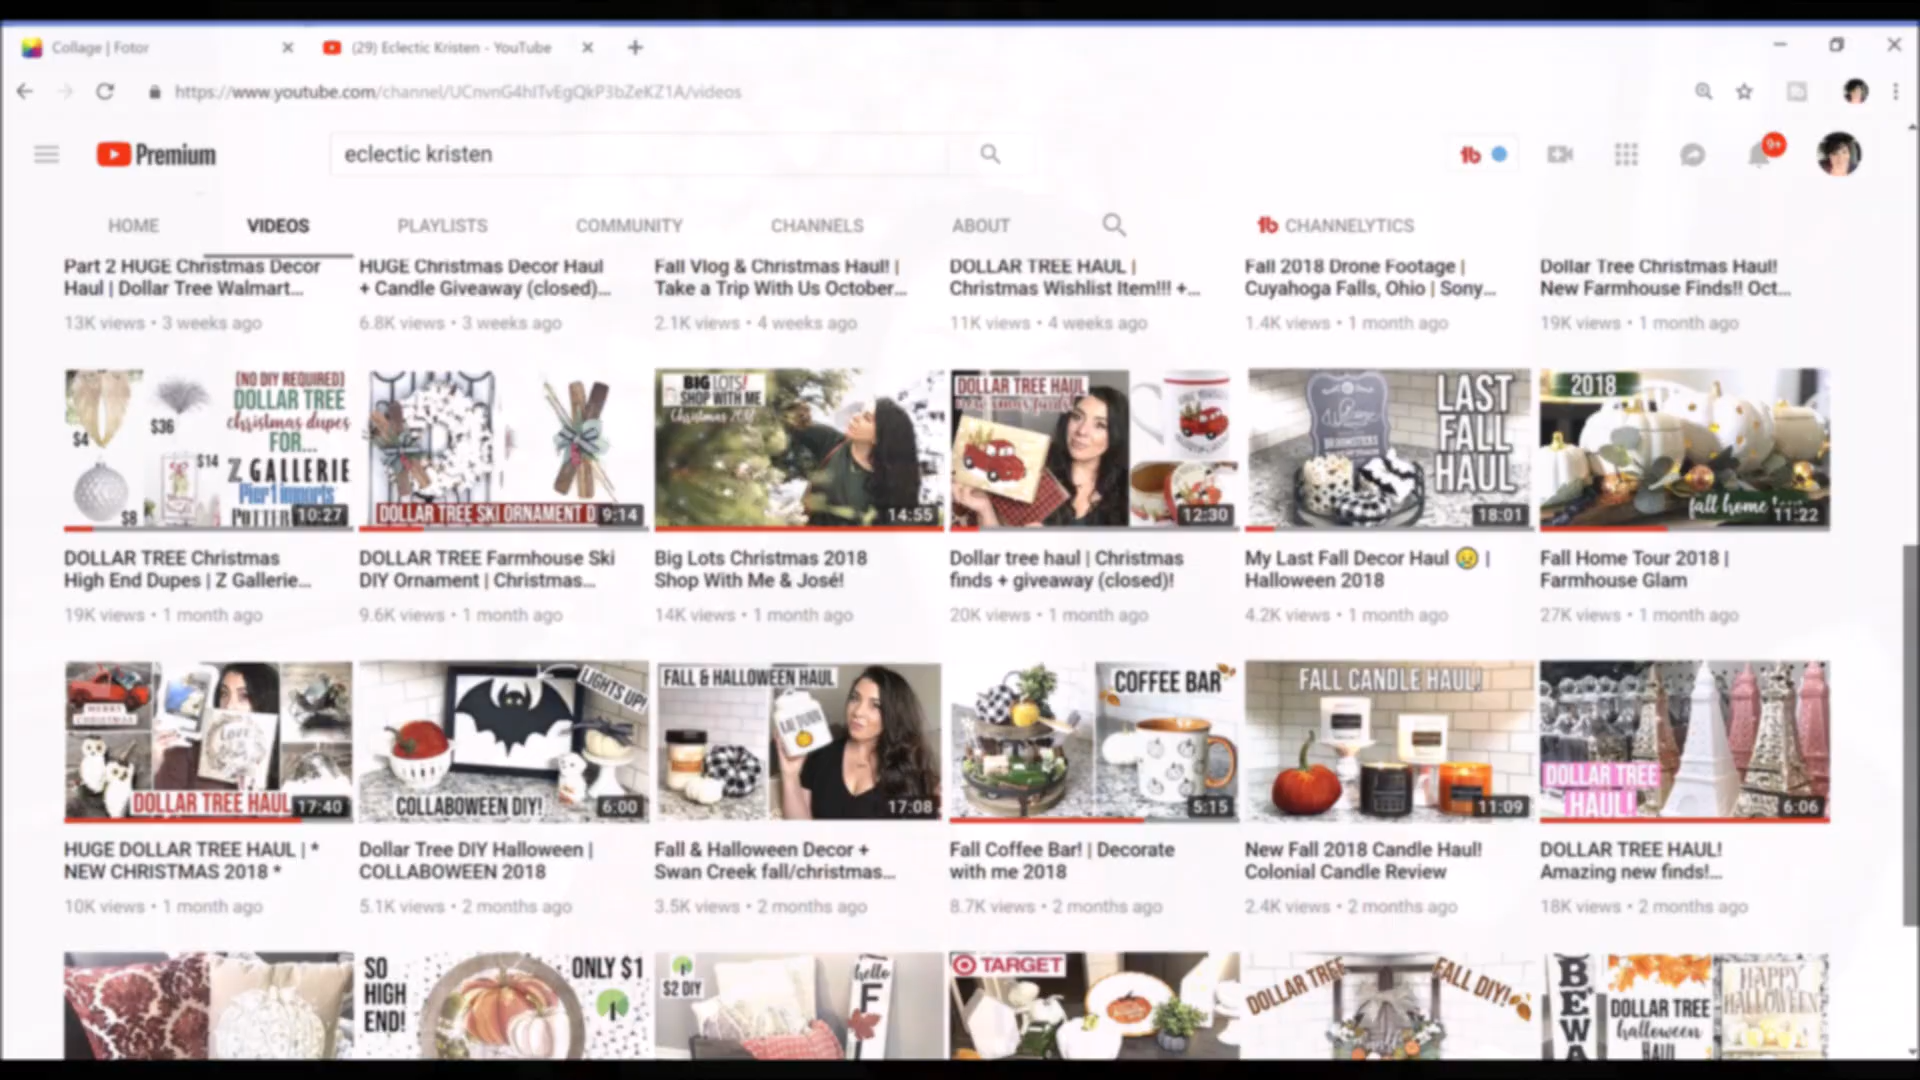 Collage | Fotor
(29) Eclectic Kristen - YouTube
https://www.youtube.com/channel/UCnvnG4hITvEgQkP3bZeKZ1A/videos
Premium
eclectic kristen
9+
HOME
VIDEOS
PLAYLISTS
COMMUNITY
CHANNELS
ABOUT
CHANNELYTICS
Part 2 HUGE Christmas Decor
Haul | Dollar Tree Walmart...
13K views • 3 weeks ago
HUGE Christmas Decor Haul
+ Candle Giveaway (closed)...
6.8K views • 3 weeks ago
Fall Vlog & Christmas Haul! |
Take a Trip With Us October...
2.1K views • 4 weeks ago
DOLLAR TREE HAUL |
Christmas Wishlist Item!!! +...
11K views • 4 weeks ago
Fall 2018 Drone Footage |
Cuyahoga Falls, Ohio | Sony...
1.4K views • 1 month ago
Dollar Tree Christmas Haul!
New Farmhouse Finds!! Oct...
19K views • 1 month ago
$4
$36
$14
$8
(NO DIY REQUIRED)
DOLLAR TREE
christmas dupes
FOR...
Z GALLERIE
Pier 1 imports
10:27
DOLLAR TREE Christmas
High End Dupes | Z Gallerie...
19K views • 1 month ago
DOLLAR TREE SKI ORNAMENT D
9:14
DOLLAR TREE Farmhouse Ski
DIY Ornament | Christmas...
9.6K views • 1 month ago
BIG LOTS!
SHOP WITH ME
Christmas 2018
14:55
Big Lots Christmas 2018
Shop With Me & José!
14K views • 1 month ago
DOLLAR TREE HAUL
12:30
Dollar tree haul | Christmas
finds + giveaway (closed)!
20K views • 1 month ago
LAST
FALL
HAUL
18:01
My Last Fall Decor Haul 😢 |
Halloween 2018
4.2K views • 1 month ago
2018
fall home
11:22
Fall Home Tour 2018 |
Farmhouse Glam
27K views • 1 month ago
MERRY
CHRISTMAS
DOLLAR TREE HAUL
17:40
HUGE DOLLAR TREE HAUL | *
NEW CHRISTMAS 2018 *
10K views • 1 month ago
LIGHTS UP!
COLLABOWEEN DIY!
6:00
Dollar Tree DIY Halloween |
COLLABOWEEN 2018
5.1K views • 2 months ago
FALL & HALLOWEEN HAUL
17:08
Fall & Halloween Decor +
Swan Creek fall/christmas...
3.5K views • 2 months ago
COFFEE BAR
5:15
Fall Coffee Bar! | Decorate
with me 2018
8.7K views • 2 months ago
FALL CANDLE HAUL!
11:09
New Fall 2018 Candle Haul!
Colonial Candle Review
2.4K views • 2 months ago
DOLLAR TREE
HAUL!
6:06
DOLLAR TREE HAUL!
Amazing new finds!...
18K views • 2 months ago
SO
HIGH
END!
ONLY $1
$2 DIY
hello
F
TARGET
DOLLAR TREE
FALL DIY!
BEWA
DOLLAR TREE
halloween
HAUL
HAPPY
HALLOWEEN